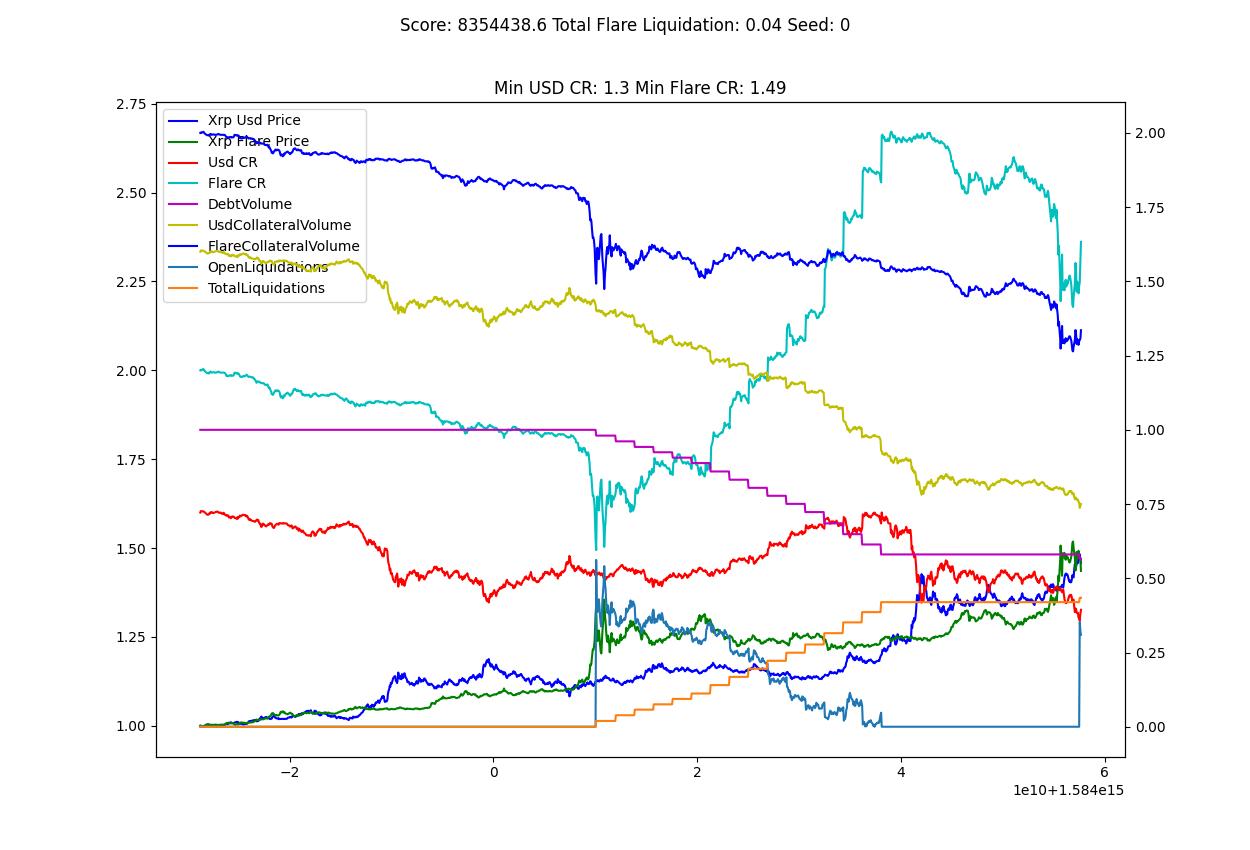 Score: 8354438.6 Total Flare Liquidation: 0.04 Seed: 0
Min USD CR: 1.3 Min Flare CR: 1.49
2.75
2.50
2.25
2.00
1.75
1.50
1.25
1.00
Xrp Usd Price
Xrp Flare Price
Usd CR
Flare CR
DebtVolume
UsdCollateralVolume
FlareCollateralVolume
OpenLiquidations
TotalLiquidations
2.00
1.75
1.50
1.25
1.00
0.75
0.50
0.25
0.00
−2
0
2
4
6
1e10+1.584e15